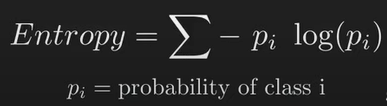 Entropy = ∑ − pᵢ log(pᵢ)
pᵢ = probability of class i